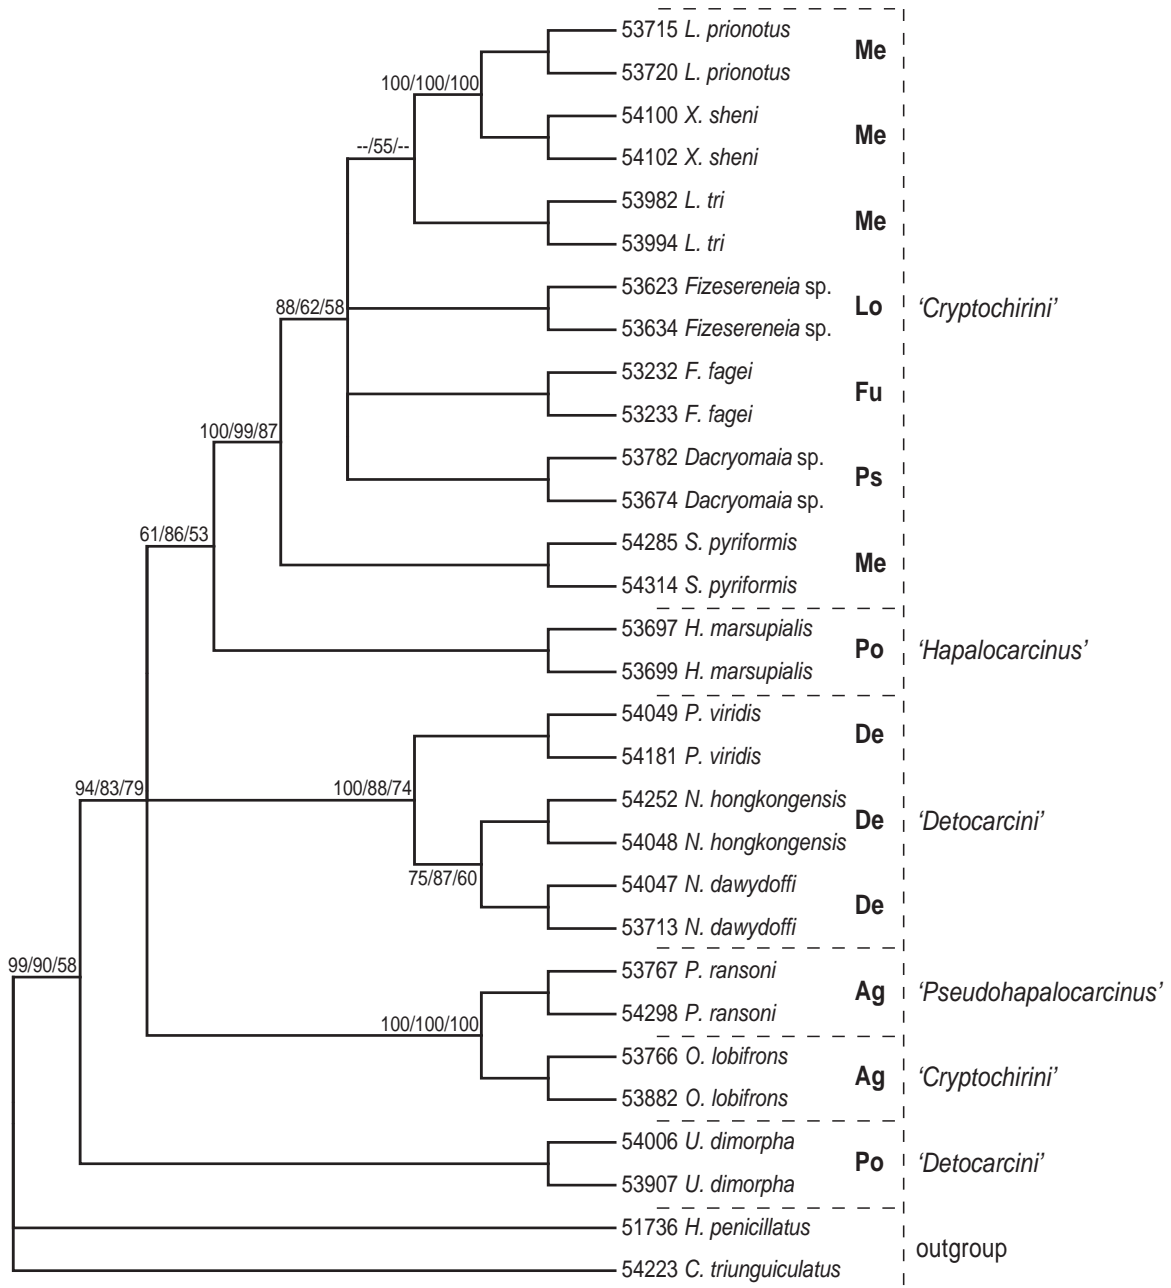 53715 L. prionotus
Me
53720 L. prionotus
100/100/100
54100 X. sheni
Me
54102 X. sheni
--/55/--
53982 L. tri
Me
53994 L. tri
53623 Fizesereneia sp.
Lo
'Cryptochirini'
88/62/58
53634 Fizesereneia sp.
53232 F. fagei
Fu
53233 F. fagei
100/99/87
53782 Dacryomaia sp.
Ps
53674 Dacryomaia sp.
61/86/53
54285 S. pyriformis
Me
54314 S. pyriformis
53697 H. marsupialis
Po
'Hapalocarcinus'
53699 H. marsupialis
54049 P. viridis
De
54181 P. viridis
94/83/79
100/88/74
54252 N. hongkongensis
De
'Detocarcini'
54048 N. hongkongensis
75/87/60
54047 N. dawydoffi
De
53713 N. dawydoffi
99/90/58
53767 P. ransoni
Ag
'Pseudohapalocarcinus'
54298 P. ransoni
100/100/100
53766 O. lobifrons
Ag
'Cryptochirini'
53882 O. lobifrons
54006 U. dimorpha
Po
'Detocarcini'
53907 U. dimorpha
51736 H. penicillatus
outgroup
54223 C. triunguiculatus